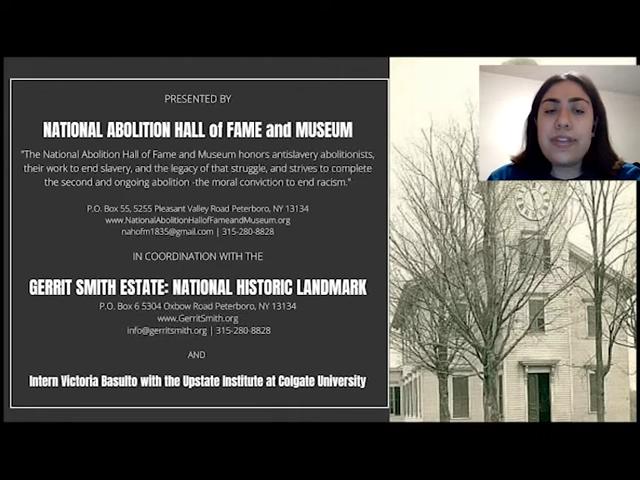 PRESENTED BY
NATIONAL ABOLITION HALL of FAME and MUSEUM
"The National Abolition Hall of Fame and Museum honors antislavery abolitionists,
their work to end slavery, and the legacy of that struggle, and strives to complete
the second and ongoing abolition -the moral conviction to end racism."
P.O. Box 55, 5255 Pleasant Valley Road Peterboro, NY 13134
www.NationalAbolitionHallofFameandMuseum.org
nahofm1835@gmail.com | 315-280-8828
IN COORDINATION WITH THE
GERRIT SMITH ESTATE: NATIONAL HISTORIC LANDMARK
P.O. Box 6 5304 Oxbow Road Peterboro, NY 13134
www.GerritSmith.org
info@gerritsmith.org | 315-280-8828
AND
Intern Victoria Basulto with the Upstate Institute at Colgate University